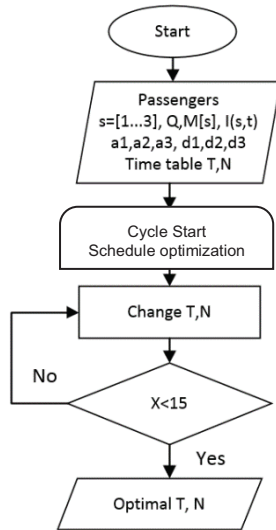 Start
Passengers
s=[1...3], Q,M[s], I(s,t)
a1,a2,a3, d1,d2,d3
Time table T,N
Cycle Start
Schedule optimization
Change T,N
No
X<15
Yes
Optimal T, N